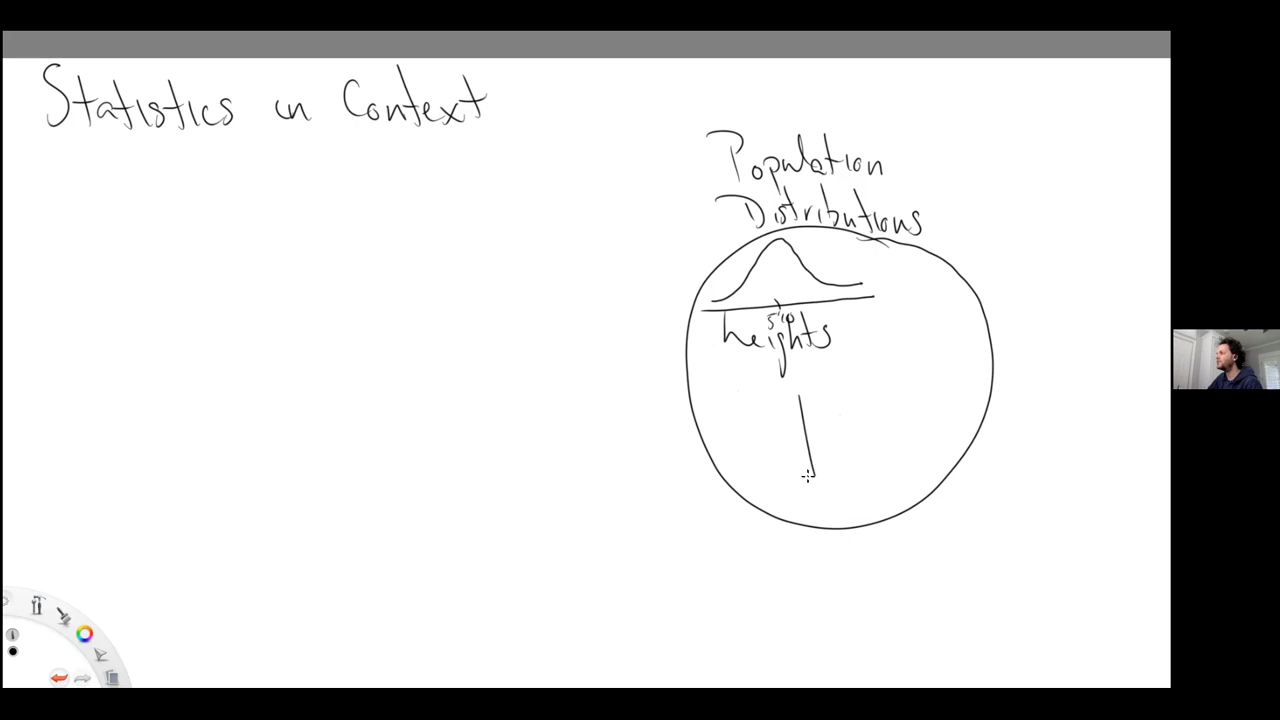 Statistics in Context
Population
Distributions
5'10
heights